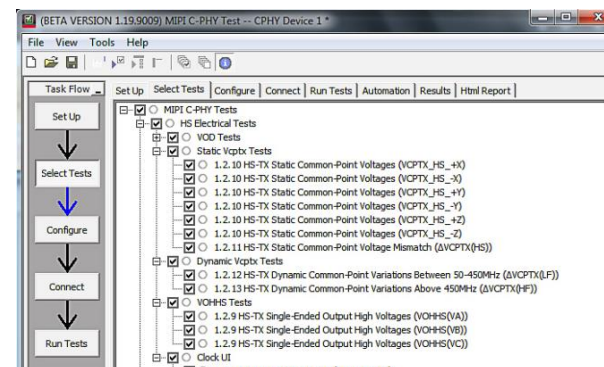 (BETA VERSION 1.19.9009) MIPI C-PHY Test -- CPHY Device 1 *
File View Tools Help
Task Flow
Set Up Select Tests Configure Connect Run Tests Automation Results Html Report
Set Up
Select Tests
Configure
Connect
Run Tests
MIPI C-PHY Tests
HS Electrical Tests
VOD Tests
Static Vcptx Tests
1.2.10 HS-TX Static Common-Point Voltages (VCPTX_HS_+X)
1.2.10 HS-TX Static Common-Point Voltages (VCPTX_HS_-X)
1.2.10 HS-TX Static Common-Point Voltages (VCPTX_HS_+Y)
1.2.10 HS-TX Static Common-Point Voltages (VCPTX_HS_-Y)
1.2.10 HS-TX Static Common-Point Voltages (VCPTX_HS_+Z)
1.2.10 HS-TX Static Common-Point Voltages (VCPTX_HS_-Z)
1.2.11 HS-TX Static Common-Point Voltage Mismatch (ΔVCPTX(HS))
Dynamic Vcptx Tests
1.2.12 HS-TX Dynamic Common-Point Variations Between 50-450MHz (ΔVCPTX(LF))
1.2.13 HS-TX Dynamic Common-Point Variations Above 450MHz (ΔVCPTX(HF))
VOHHS Tests
1.2.9 HS-TX Single-Ended Output High Voltages (VOHHS(VA))
1.2.9 HS-TX Single-Ended Output High Voltages (VOHHS(VB))
1.2.9 HS-TX Single-Ended Output High Voltages (VOHHS(VC))
Clock UI